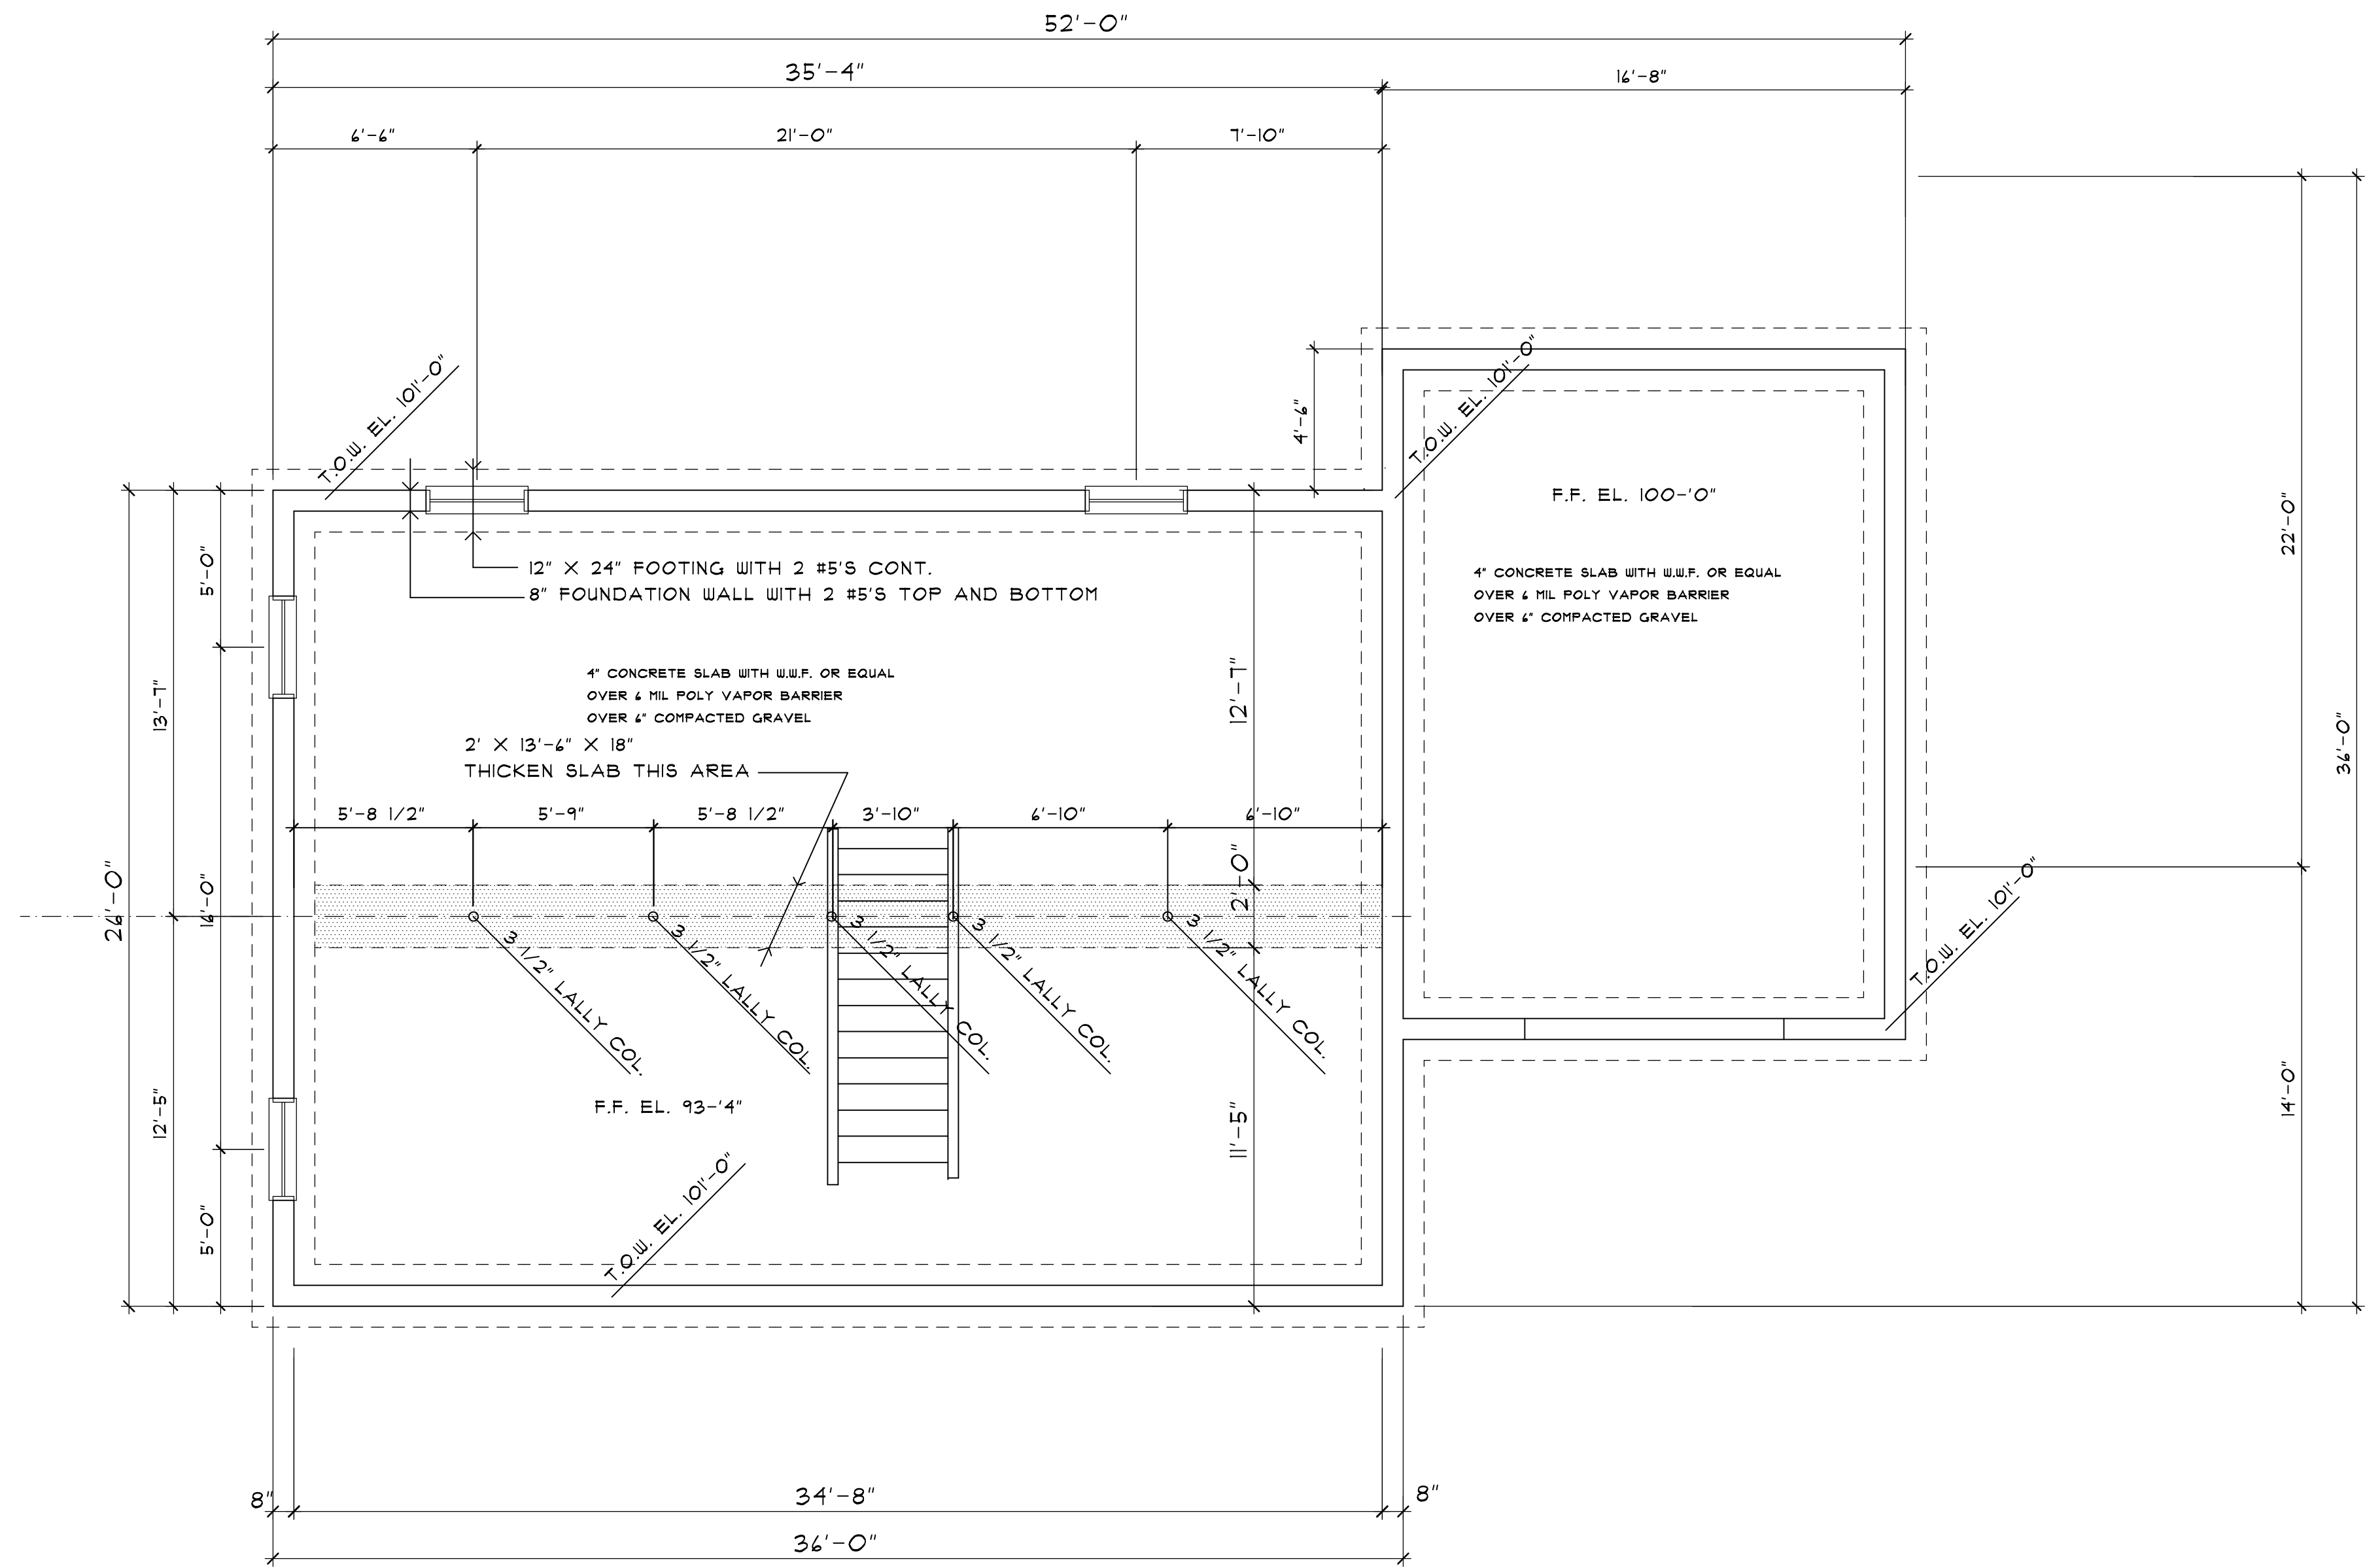 52'-0"
35'-4"
16'-8"
6'-6"
21'-0"
7'-10"
T.O.W. EL. 101'-0"
T.O.W. EL. 101'-0"
4'-6"
F.F. EL. 100-'0"
22'-0"
5'-0"
12" X 24" FOOTING WITH 2 #5'S CONT.
8" FOUNDATION WALL WITH 2 #5'S TOP AND BOTTOM
4" CONCRETE SLAB WITH W.W.F. OR EQUAL
OVER 6 MIL POLY VAPOR BARRIER
OVER 6" COMPACTED GRAVEL
4" CONCRETE SLAB WITH W.W.F. OR EQUAL
OVER 6 MIL POLY VAPOR BARRIER
OVER 6" COMPACTED GRAVEL
13'-7"
12'-7"
36'-0"
2' X 13'-6" X 18"
THICKEN SLAB THIS AREA
5'-8 1/2"
5'-9"
5'-8 1/2"
3'-10"
6'-10"
6'-10"
26'-0"
16'-0"
2'-0"
3 1/2" LALLY COL.
3 1/2" LALLY COL.
3 1/2" LALLY COL.
3 1/2" LALLY COL.
3 1/2" LALLY COL.
T.O.W. EL. 101'-0"
12'-5"
F.F. EL. 93-'4"
11'-5"
14'-0"
T.O.W. EL. 101'-0"
5'-0"
8"
34'-8"
8"
36'-0"